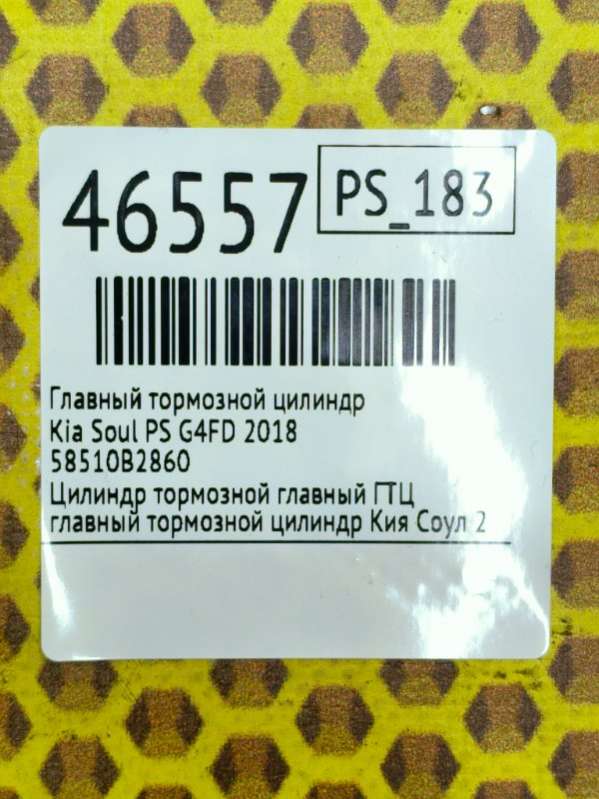 46557
PS_183
Главный тормозной цилиндр
Kia Soul PS G4FD 2018
58510B2860
Цилиндр тормозной главный ГТЦ
главный тормозной цилиндр Кия Соул 2